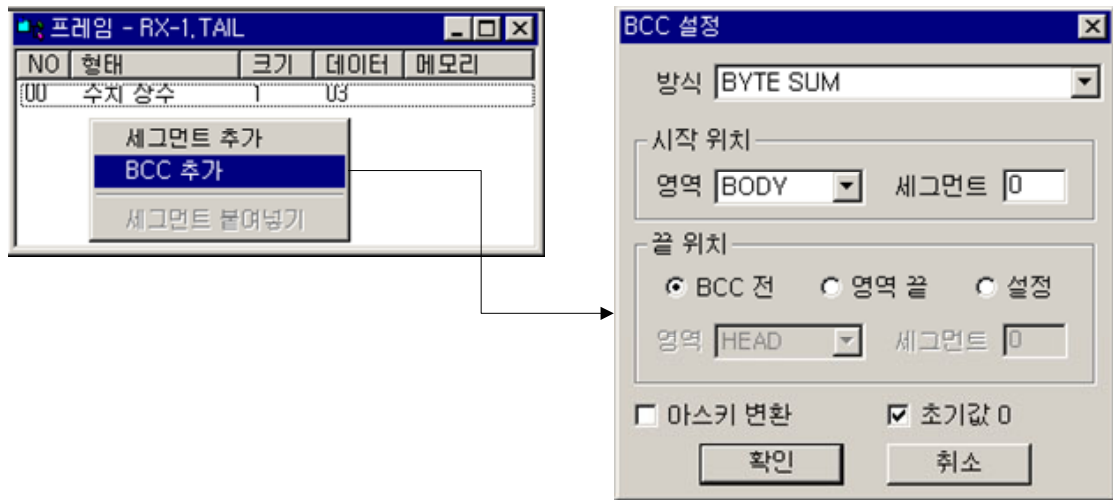 프레임 - RX-1,TAIL
NO 형태 크기 데이터 메모리
00 수치 상수 1 03
세그먼트 추가
BCC 추가
세그먼트 붙여넣기
BCC 설정
방식 BYTE SUM
시작 위치
영역 BODY 세그먼트 0
끝 위치
BCC 전 영역 끝 설정
영역 HEAD 세그먼트 0
아스키 변환 초기값 0
확인 취소